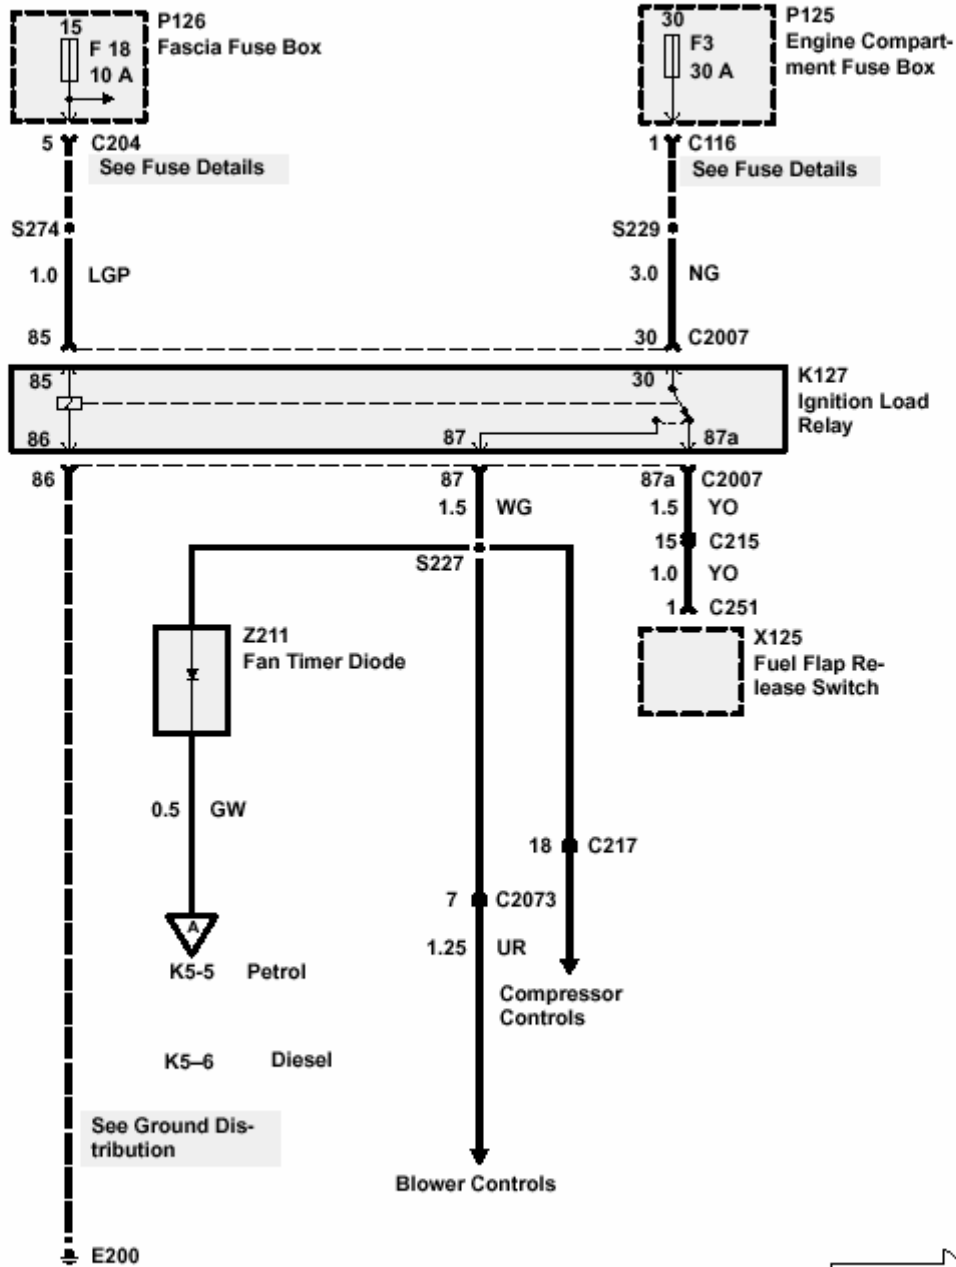 15
P126
Fascia Fuse Box
F 18
10 A
30
P125
Engine Compart-
ment Fuse Box
F3
30 A
5 C204
See Fuse Details
1 C116
See Fuse Details
S274
S229
1.0 LGP
3.0 NG
85
30 C2007
85
30
K127
Ignition Load
Relay
86
87
87a
86
87
87a C2007
1.5 WG
1.5 YO
15 C215
S227
1.0 YO
1 C251
Z211
Fan Timer Diode
X125
Fuel Flap Re-
lease Switch
0.5 GW
18 C217
7 C2073
A
1.25 UR
K5-5 Petrol
Compressor
Controls
K5–6 Diesel
See Ground Dis-
tribution
Blower Controls
E200